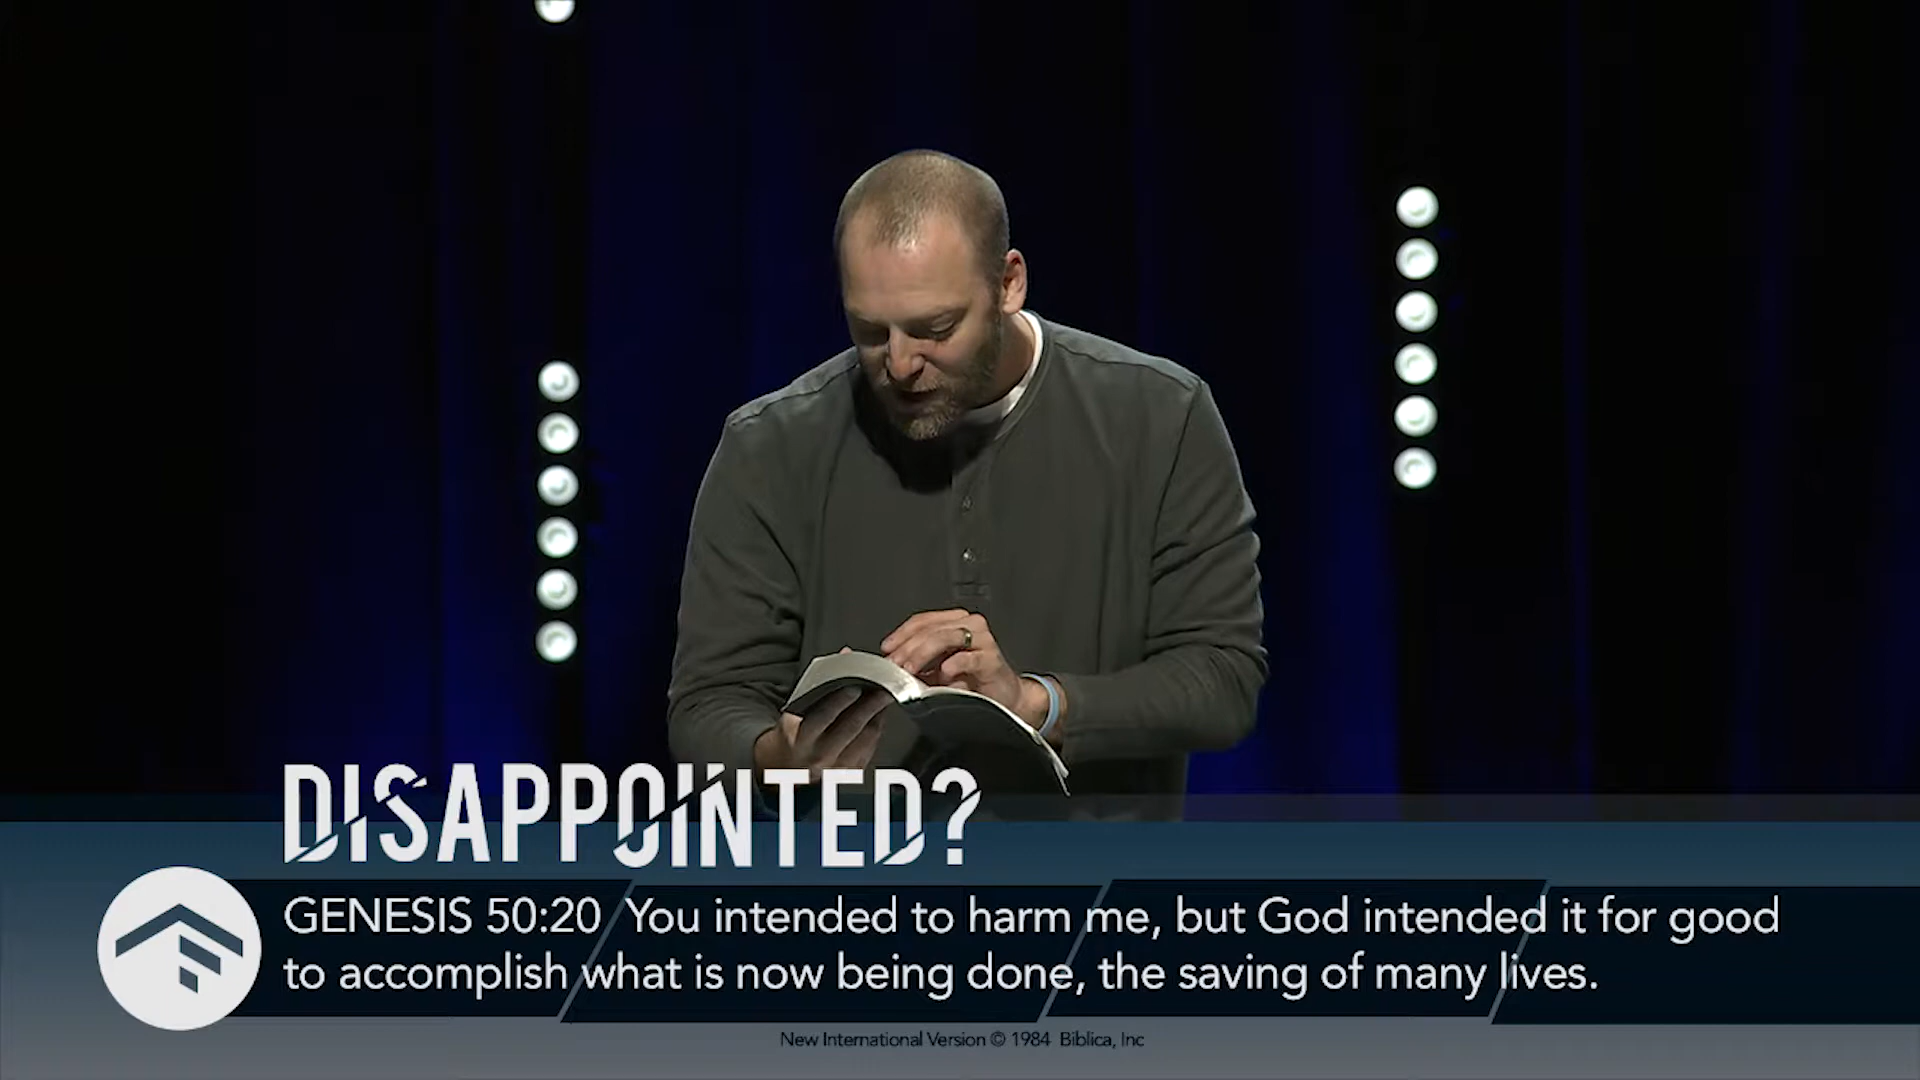 DISAPPOINTED?
GENESIS 50:20 You intended to harm me, but God intended it for good
to accomplish what is now being done, the saving of many lives.
New International Version © 1984 Biblica, Inc